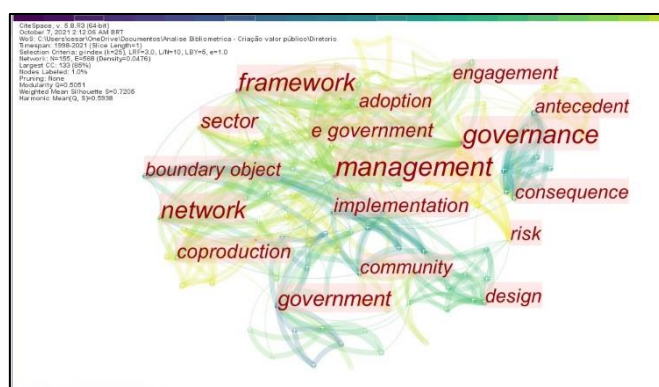 CiteSpace, v. 5.8.R3 (64-bit)
October 7, 2021 2:12:06 AM BRT
WoS: C:\Users\cesar\OneDrive\Documentos\Analise Bibliometrica - Criação valor público\Diretorio
Timespan: 1998-2021 (Slice Length=1)
Selection Criteria: g-index (k=25), LRF=3.0, L/N=10, LBY=5, e=1.0
Network: N=155, E=568 (Density=0.0476)
Largest CC: 133 (85%)
Nodes Labeled: 1.0%
Pruning: None
Modularity Q=0.5051
Weighted Mean Silhouette S=0.7205
Harmonic Mean(Q, S)=0.5938
framework
engagement
adoption
antecedent
sector
e government
governance
boundary object
management
consequence
network
implementation
risk
coproduction
community
government
design